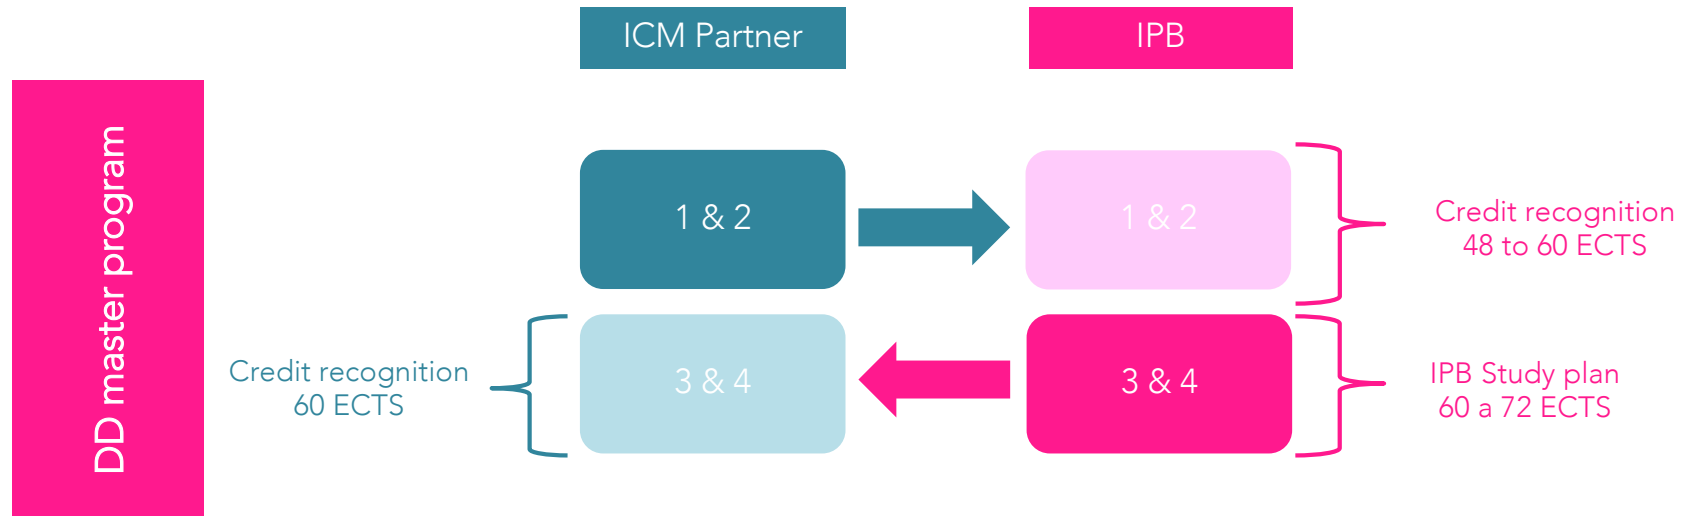 ICM Partner
IPB
DD master program
1 & 2
1 & 2
Credit recognition
48 to 60 ECTS
Credit recognition
60 ECTS
3 & 4
3 & 4
IPB Study plan
60 a 72 ECTS